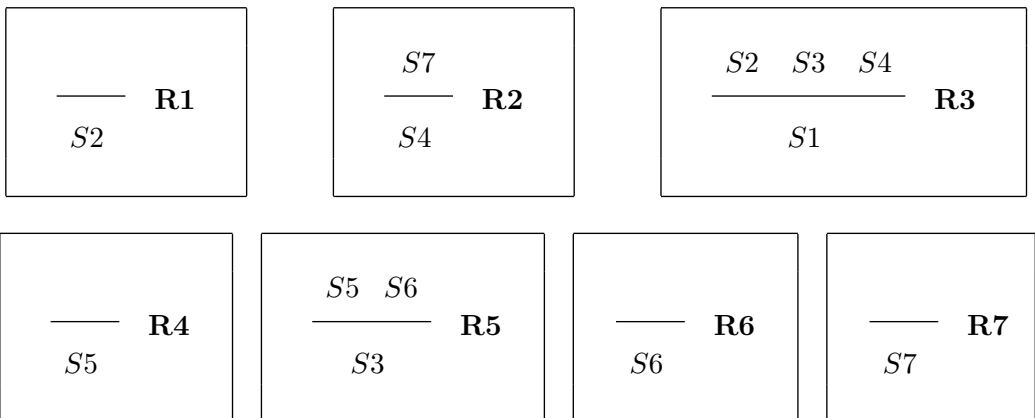 S7 S2 S3 S4
R1 R2 R3
S2 S4 S1
S5 S6
R4 R5 R6 R7
S5 S3 S6 S7